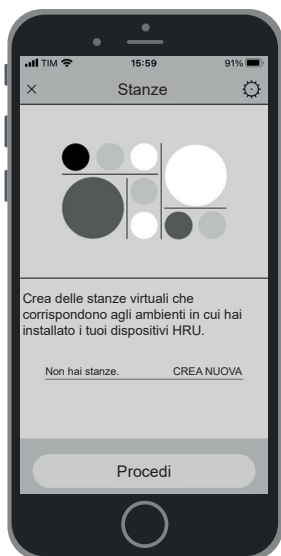 TIM 15:59 91%
× Stanze
Crea delle stanze virtuali che
corrispondono agli ambienti in cui hai
installato i tuoi dispositivi HRU.
Non hai stanze. CREA NUOVA
Procedi